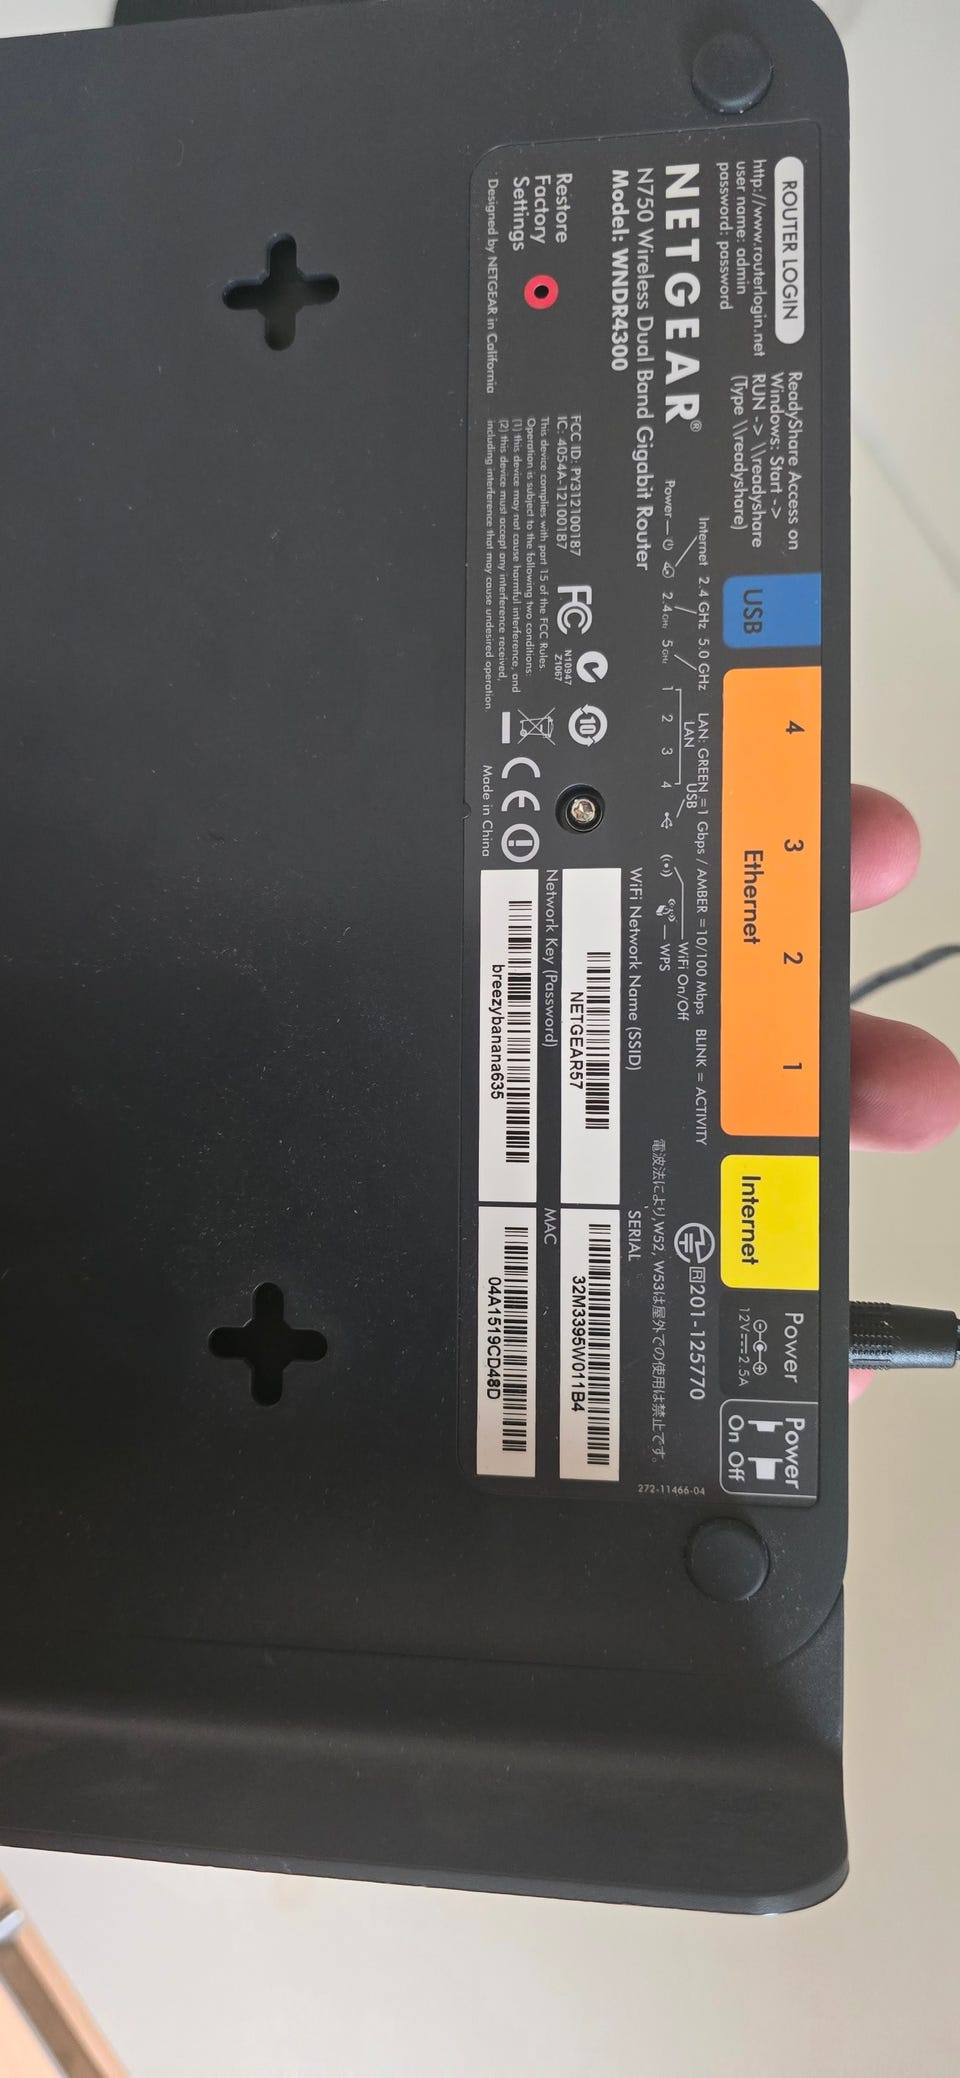 ROUTER LOGIN
http://www.routerlogin.net
user name: admin
password: password
ReadyShare Access on
Windows: Start ->
RUN -> \\readyshare
(Type \\readyshare)
USB
4 3 2 1
Ethernet
Internet
Power
12V 2.5A
Power
On Off
NETGEAR®
N750 Wireless Dual Band Gigabit Router
Model: WNDR4300
Internet 2.4 GHz 5.0 GHz LAN: GREEN = 1 Gbps / AMBER = 10/100 Mbps BLINK = ACTIVITY
LAN USB WiFi On/Off
Power 2.4 GHz 5 GHz 1 2 3 4 WPS
R 201-125770
電波法により,W52, W53は屋外での使用は禁止です。
272-11466-04
Restore
Factory
Settings
Designed by NETGEAR in California
FCC ID: PY312100187
IC: 4054A-12100187
This device complies with part 15 of the FCC Rules.
Operation is subject to the following two conditions:
(1) this device may not cause harmful interference, and
(2) this device must accept any interference received,
including interference that may cause undesired operation.
FC
N10947
Z1067
10
CE
Made in China
WiFi Network Name (SSID)
NETGEAR57
Network Key (Password)
breezybanana635
SERIAL
32M3395W011B4
MAC
04A1519CD48D